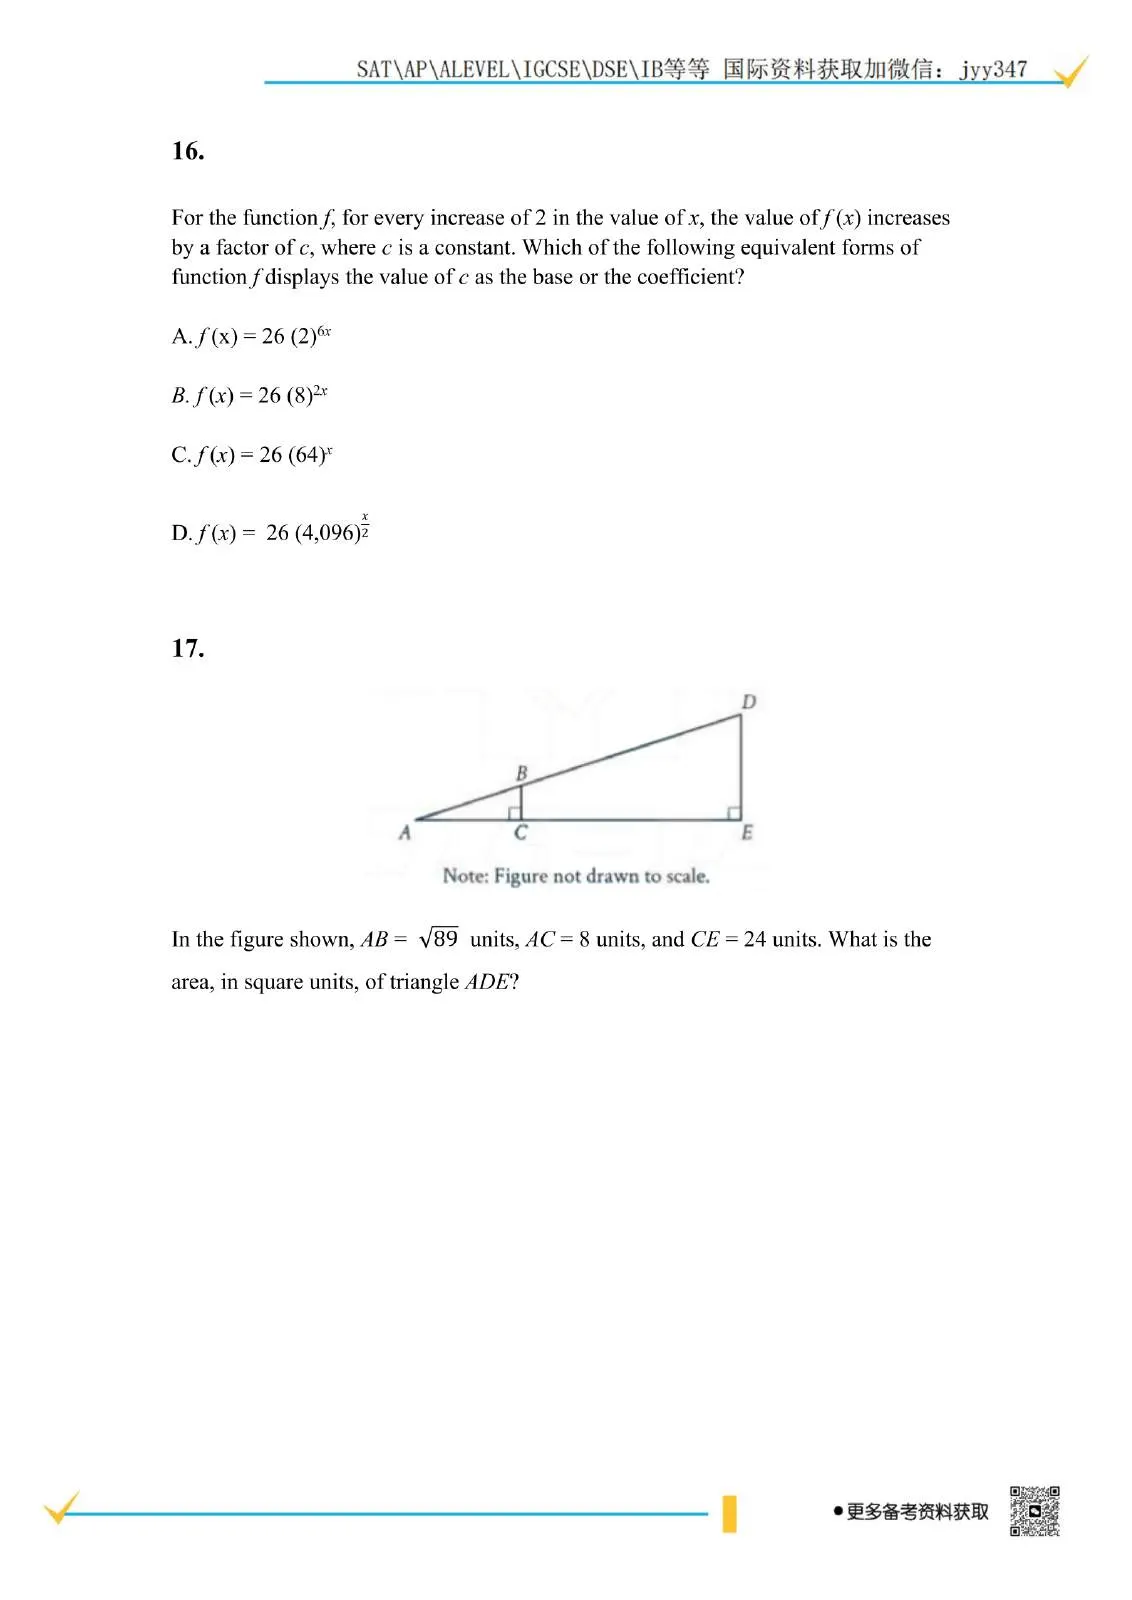 SAT\AP\ALEVEL\IGCSE\DSE\IB等等 国际资料获取加微信：jyy347
16.
For the function f, for every increase of 2 in the value of x, the value of f (x) increases
by a factor of c, where c is a constant. Which of the following equivalent forms of
function f displays the value of c as the base or the coefficient?
A. f (x) = 26 (2)^{6x}
B. f (x) = 26 (8)^{2x}
C. f (x) = 26 (64)^{x}
D. f (x) = 26 (4,096)^{x/2}
17.
D
B
A
C
E
Note: Figure not drawn to scale.
In the figure shown, AB = √89 units, AC = 8 units, and CE = 24 units. What is the
area, in square units, of triangle ADE?
●更多备考资料获取